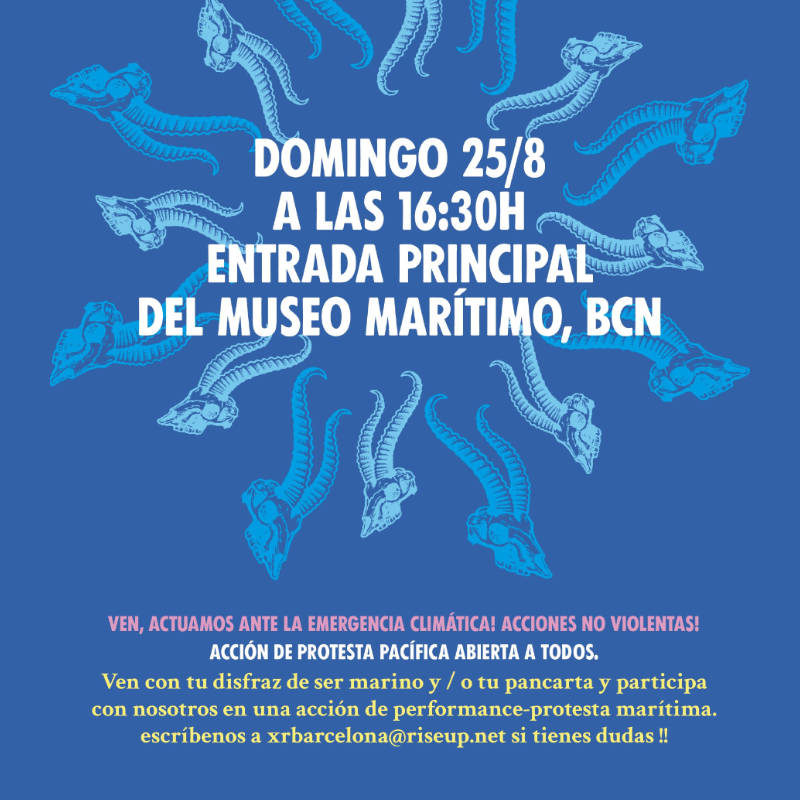 DOMINGO 25/8
A LAS 16:30H
ENTRADA PRINCIPAL
DEL MUSEO MARÍTIMO, BCN
VEN, ACTUAMOS ANTE LA EMERGENCIA CLIMÁTICA! ACCIONES NO VIOLENTAS!
ACCIÓN DE PROTESTA PACÍFICA ABIERTA A TODOS.
Ven con tu disfraz de ser marino y / o tu pancarta y participa
con nosotros en una acción de performance-protesta marítima.
escríbenos a xrbarcelona@riseup.net si tienes dudas !!